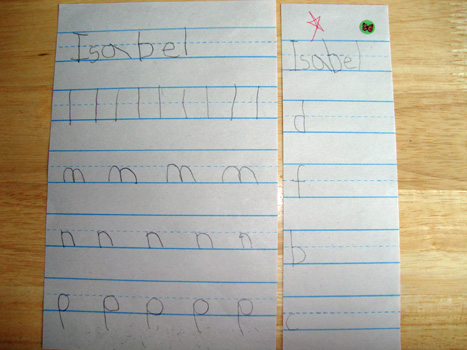 Isabel
l l l l l l l l l
m m m m
n n n n n
p p p p p
Isabel
d
f
b
c